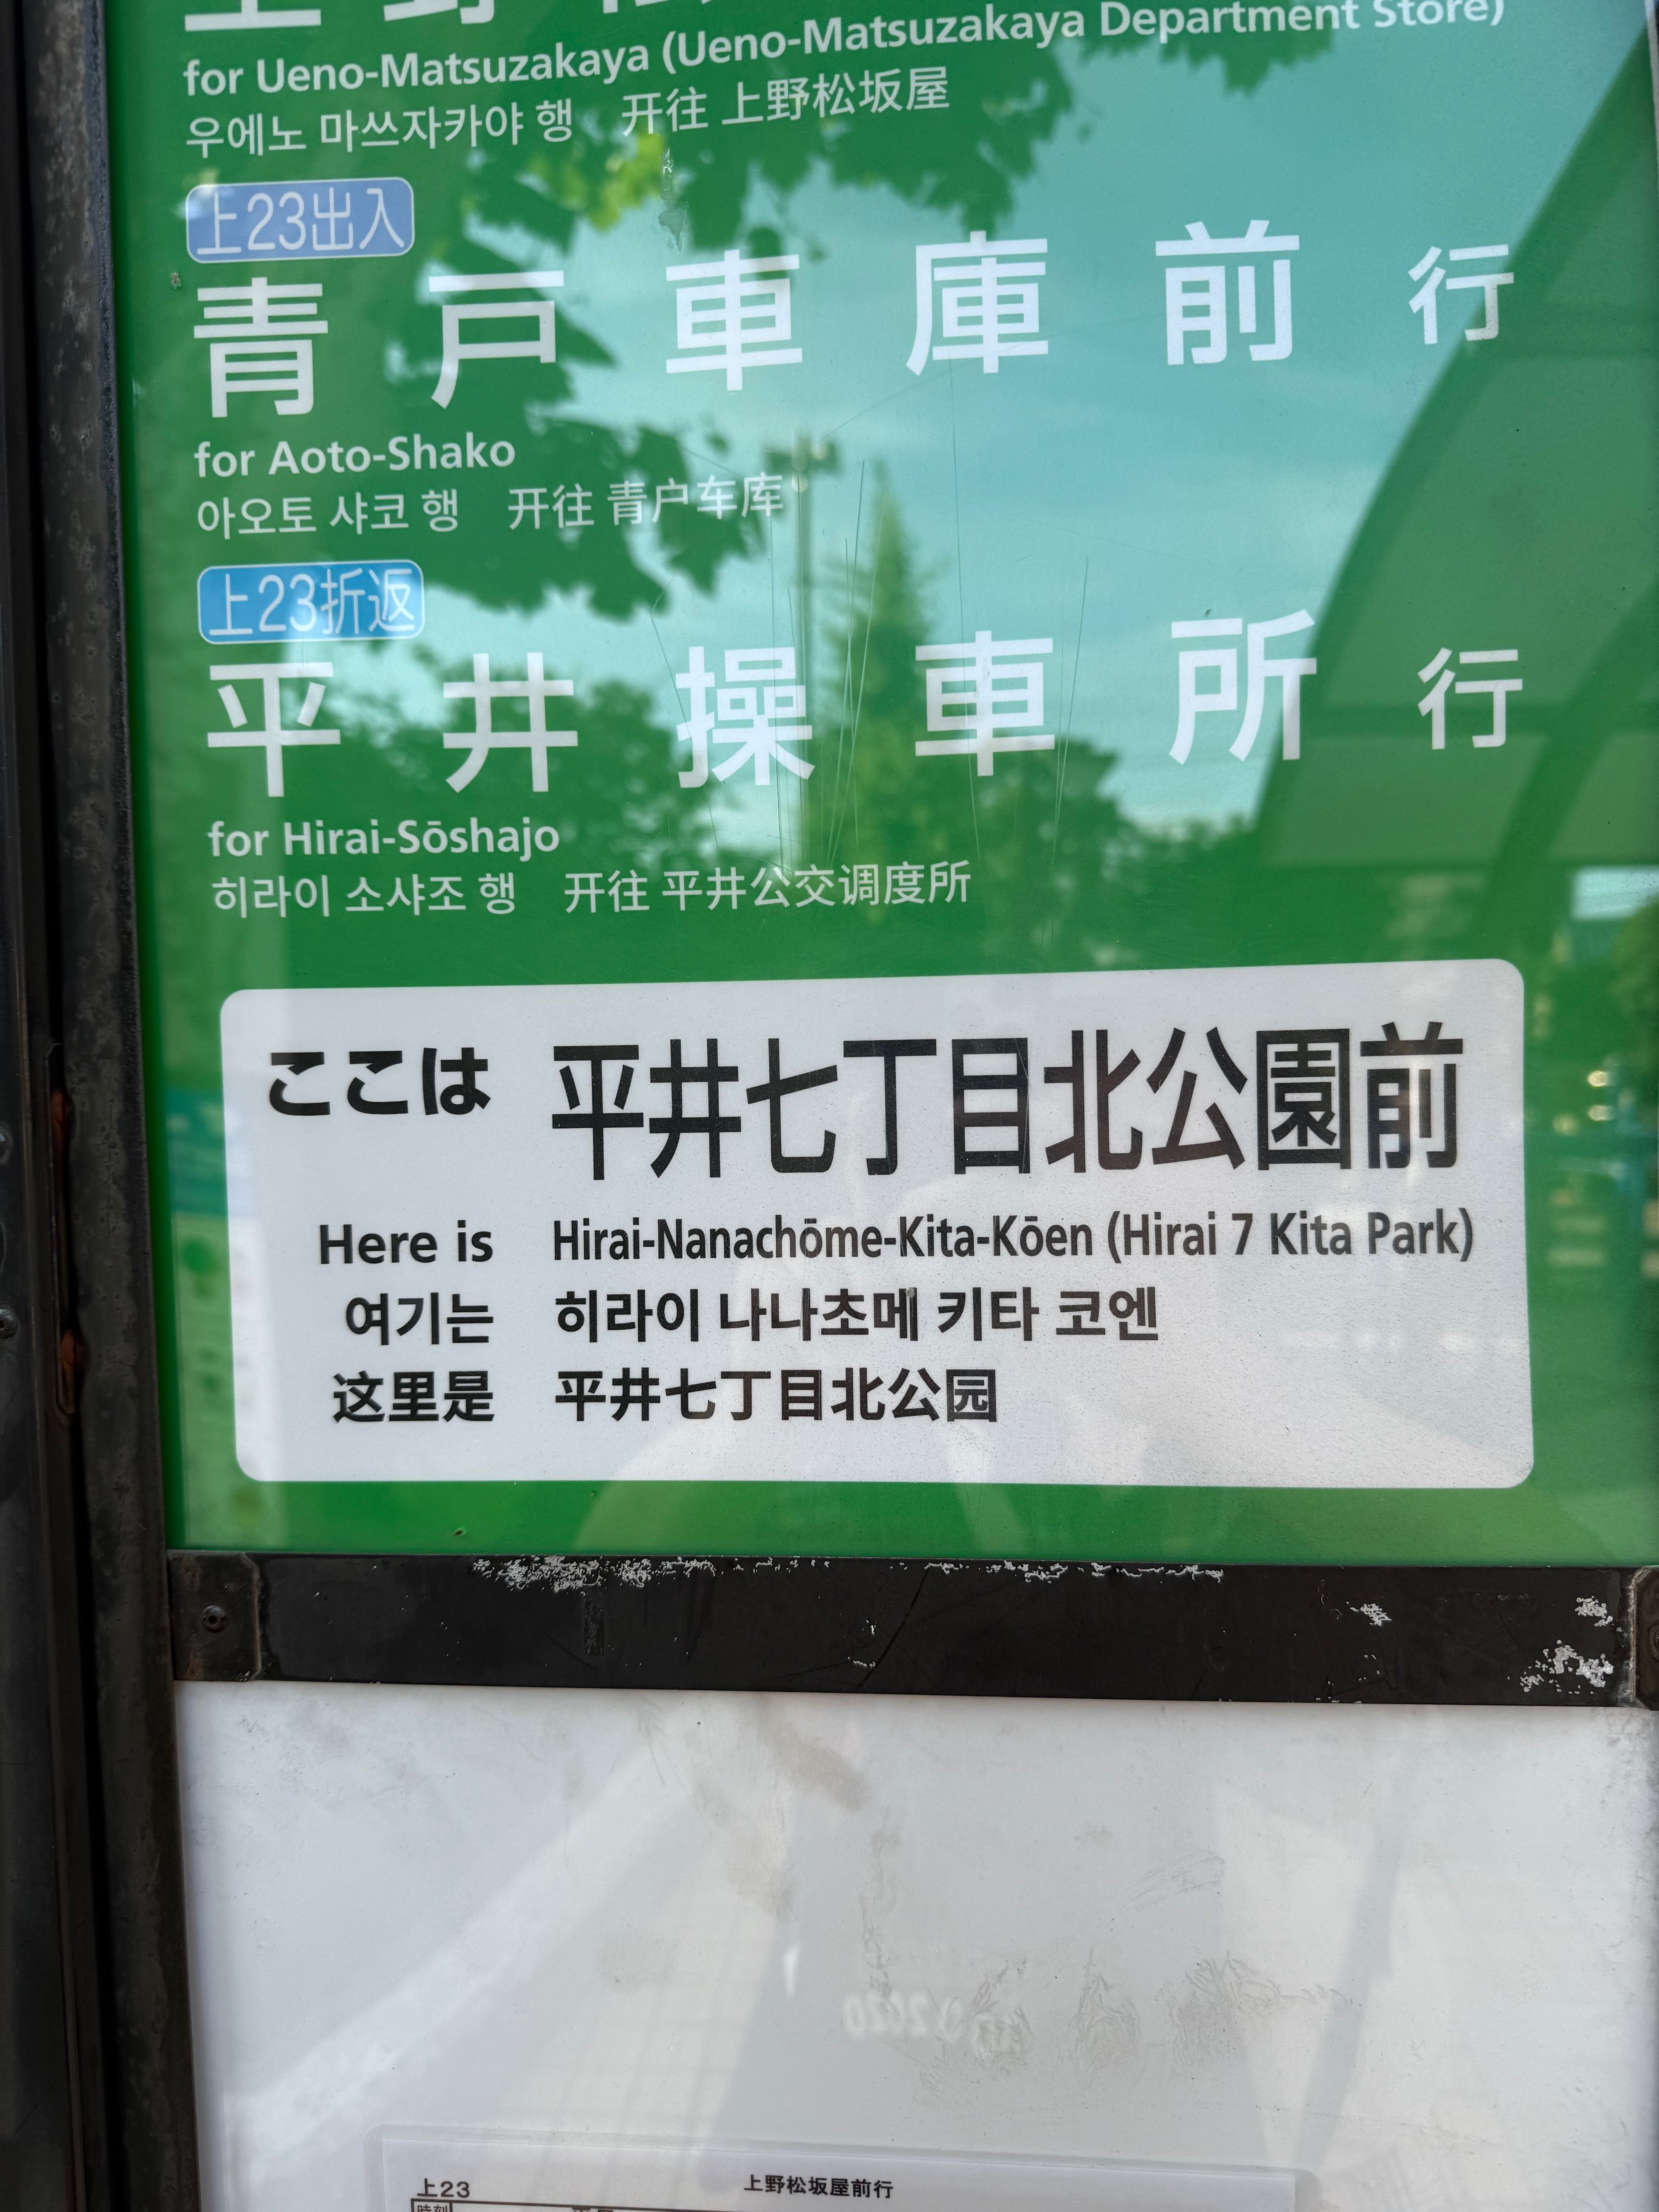 for Ueno-Matsuzakaya (Ueno-Matsuzakaya Department Store)
우에노 마쓰자카야 행 开往 上野松坂屋
上23出入
青戸車庫前 行
for Aoto-Shako
아오토 샤코 행 开往 青户车库
上23折返
平井操車所 行
for Hirai-Sōshajo
히라이 소샤조 행 开往 平井公交调度所
ここは 平井七丁目北公園前
Here is Hirai-Nanachōme-Kita-Kōen (Hirai 7 Kita Park)
여기는 히라이 나나초메 키타 코엔
这里是 平井七丁目北公园
上23 上野松坂屋前行